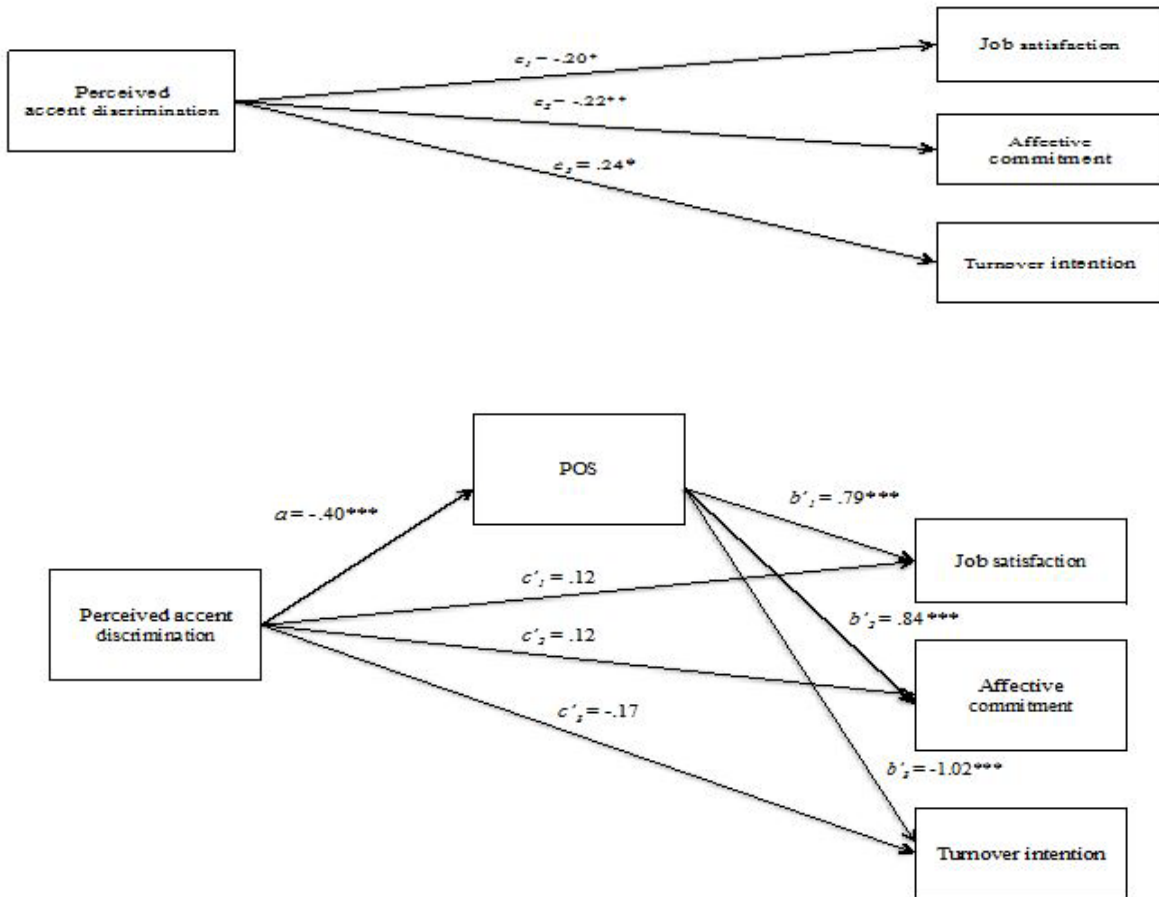 c₁ = -.20*
Job satisfaction
Perceived
accent discrimination
c₂ = -.22**
Affective
commitment
c₃ = .24*
Turnover intention
POS
a = -.40***
b'₁ = .79***
Job satisfaction
c'₁ = .12
Perceived accent
discrimination
b'₂ = .84***
c'₂ = .12
Affective
commitment
c'₃ = -.17
b'₃ = -1.02***
Turnover intention